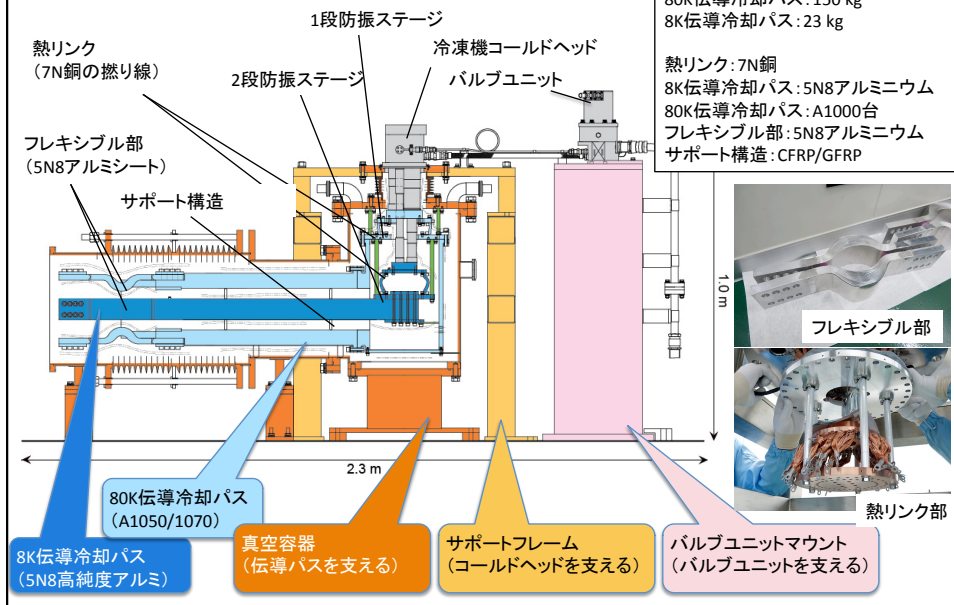 1段防振ステージ
熱リンク
（7N銅の撚り線）
冷凍機コールドヘッド
2段防振ステージ
バルブユニット
フレキシブル部
（5N8アルミシート）
サポート構造
80K伝導冷却パス：150 kg
8K伝導冷却パス：23 kg
熱リンク：7N銅
8K伝導冷却パス：5N8アルミニウム
80K伝導冷却パス：A1000台
フレキシブル部：5N8アルミニウム
サポート構造：CFRP/GFRP
1.0 m
フレキシブル部
2.3 m
熱リンク部
80K伝導冷却パス
（A1050/1070）
8K伝導冷却パス
（5N8高純度アルミ）
真空容器
（伝導パスを支える）
サポートフレーム
（コールドヘッドを支える）
バルブユニットマウント
（バルブユニットを支える）